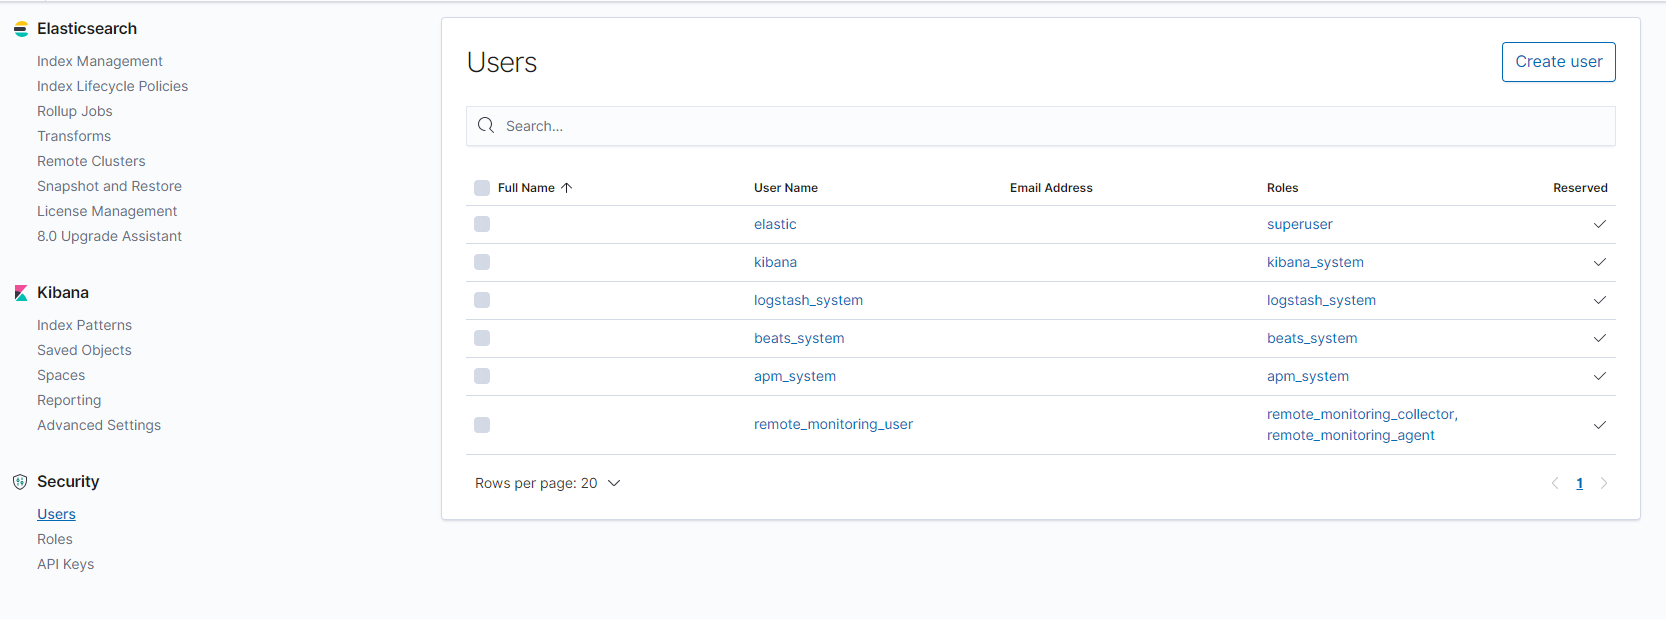 Elasticsearch
Index Management
Index Lifecycle Policies
Rollup Jobs
Transforms
Remote Clusters
Snapshot and Restore
License Management
8.0 Upgrade Assistant
Kibana
Index Patterns
Saved Objects
Spaces
Reporting
Advanced Settings
Security
Users
Roles
API Keys
Users
Create user
Search...
Full Name User Name Email Address Roles Reserved
elastic superuser
kibana kibana_system
logstash_system logstash_system
beats_system beats_system
apm_system apm_system
remote_monitoring_user remote_monitoring_collector,
remote_monitoring_agent
Rows per page: 20 1